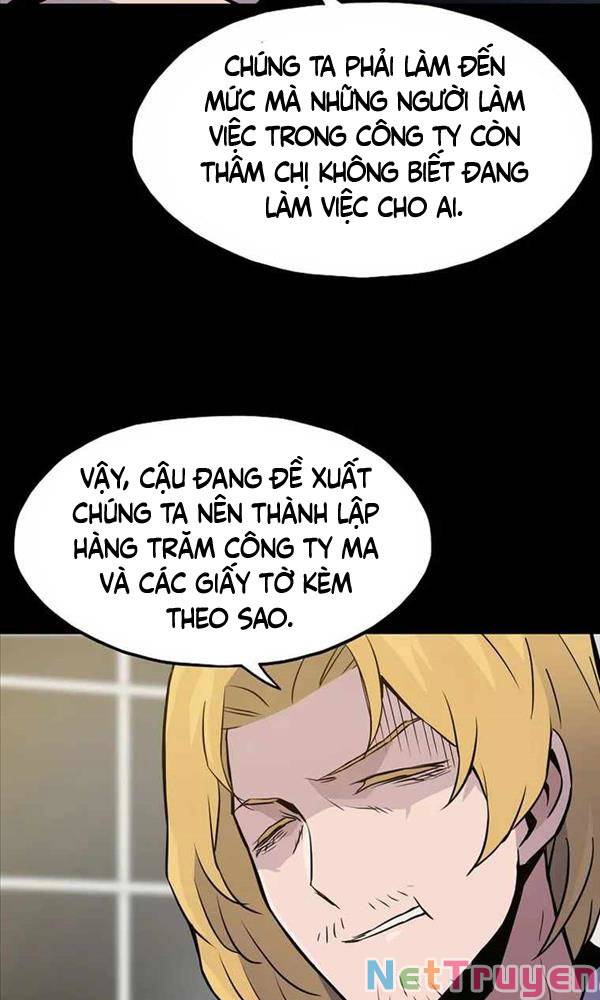 CHÚNG TA PHẢI LÀM ĐẾN
MỨC MÀ NHỮNG NGƯỜI LÀM
VIỆC TRONG CÔNG TY CÒN
THẬM CHỊ KHÔNG BIẾT ĐANG
LÀM VIỆC CHO AI.
VẬY, CẬU ĐANG ĐỀ XUẤT
CHÚNG TA NÊN THÀNH LẬP
HÀNG TRĂM CÔNG TY MA
VÀ CÁC GIẤY TỜ KÈM
THEO SAO.
NetTruyen